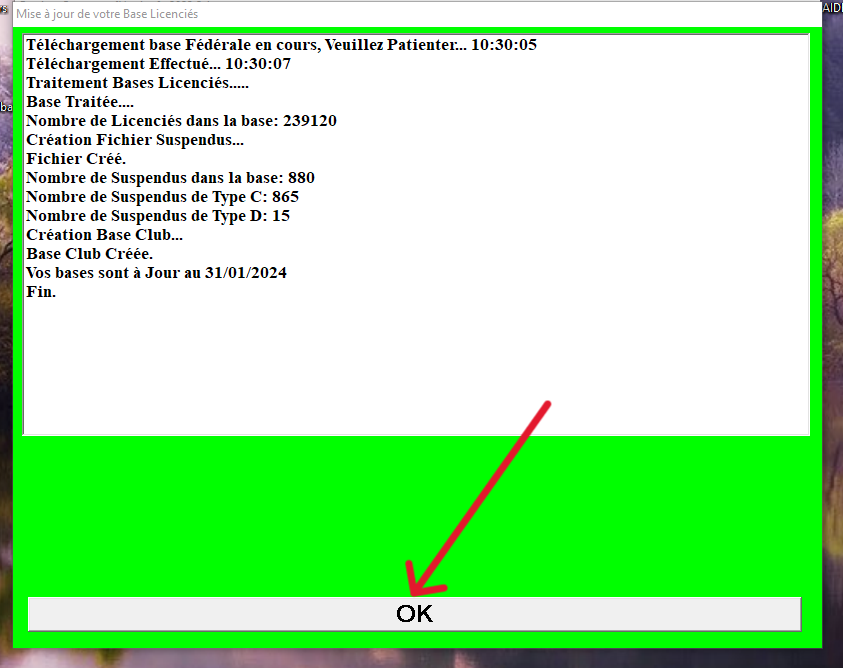 Mise à jour de votre Base Licenciés
Téléchargement base Fédérale en cours, Veuillez Patienter... 10:30:05
Téléchargement Effectué... 10:30:07
Traitement Bases Licenciés.....
Base Traitée....
Nombre de Licenciés dans la base: 239120
Création Fichier Suspendus...
Fichier Créé.
Nombre de Suspendus dans la base: 880
Nombre de Suspendus de Type C: 865
Nombre de Suspendus de Type D: 15
Création Base Club...
Base Club Créée.
Vos bases sont à Jour au 31/01/2024
Fin.
OK